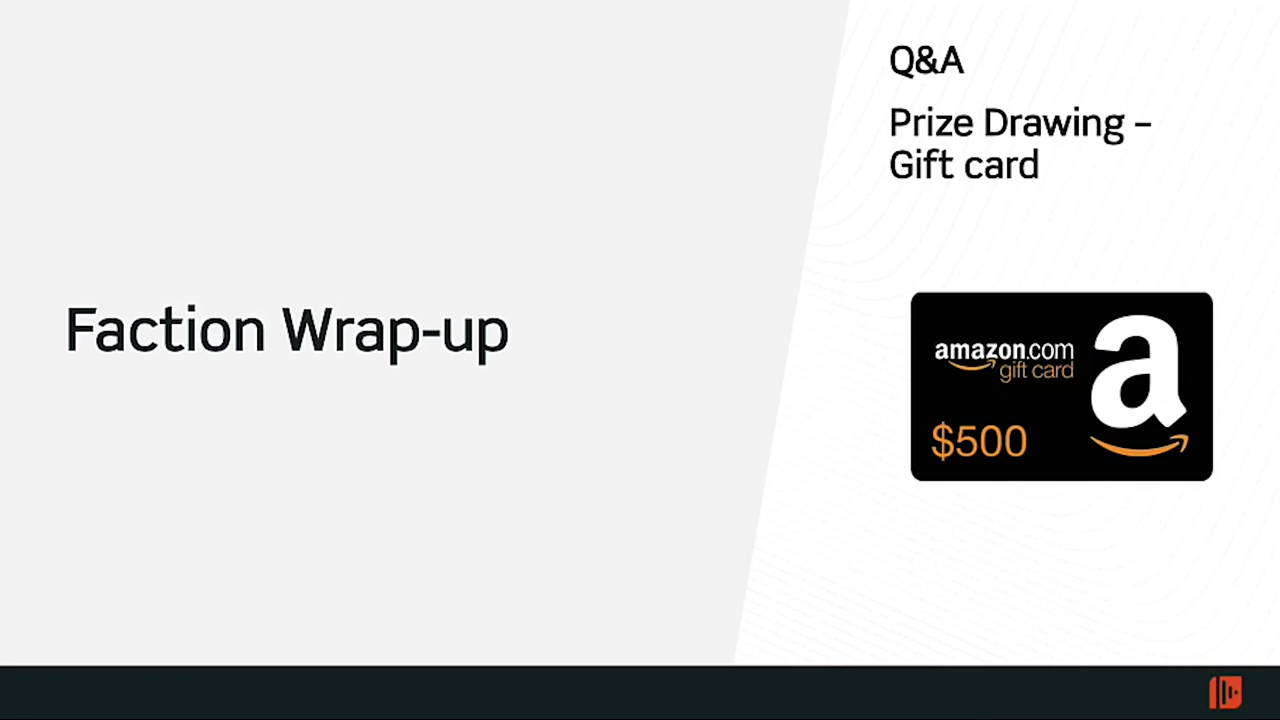 Faction Wrap-up
Q&A
Prize Drawing –
Gift card
amazon.com
gift card
$500
a